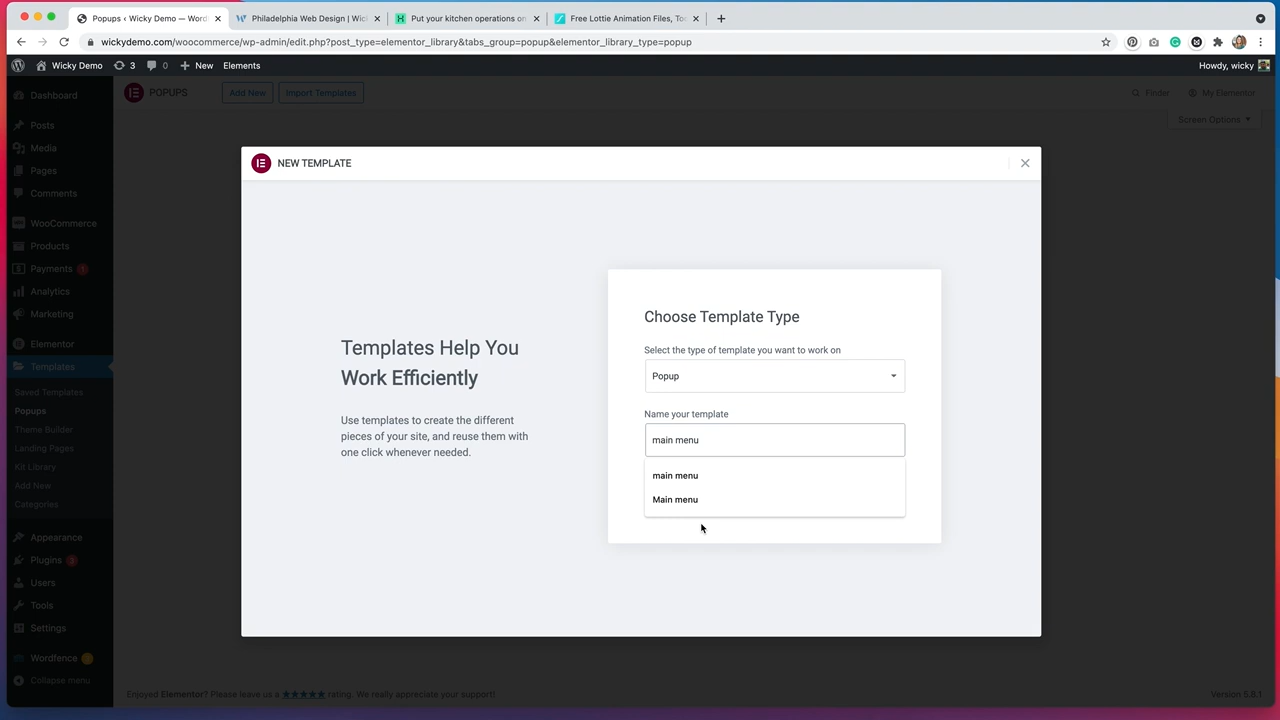 Popups ‹ Wicky Demo — Word
Philadelphia Web Design | Wick
Put your kitchen operations on
Free Lottie Animation Files, Too
wickydemo.com/woocommerce/wp-admin/edit.php?post_type=elementor_library&tabs_group=popup&elementor_library_type=popup
Wicky Demo 3 0 New Elements Howdy, wicky
Dashboard
POPUPS Add New Import Templates Finder My Elementor
Screen Options
Posts
Media
Pages
Comments
WooCommerce
Products
Payments 1
Analytics
Marketing
Elementor
Templates
Saved Templates
Popups
Theme Builder
Landing Pages
Kit Library
Add New
Categories
Appearance
Plugins 3
Users
Tools
Settings
Wordfence
Collapse menu
NEW TEMPLATE
Templates Help You
Work Efficiently
Use templates to create the different
pieces of your site, and reuse them with
one click whenever needed.
Choose Template Type
Select the type of template you want to work on
Popup
Name your template
main menu
main menu
Main menu
Enjoyed Elementor? Please leave us a ★★★★★ rating. We really appreciate your support!
Version 5.8.1